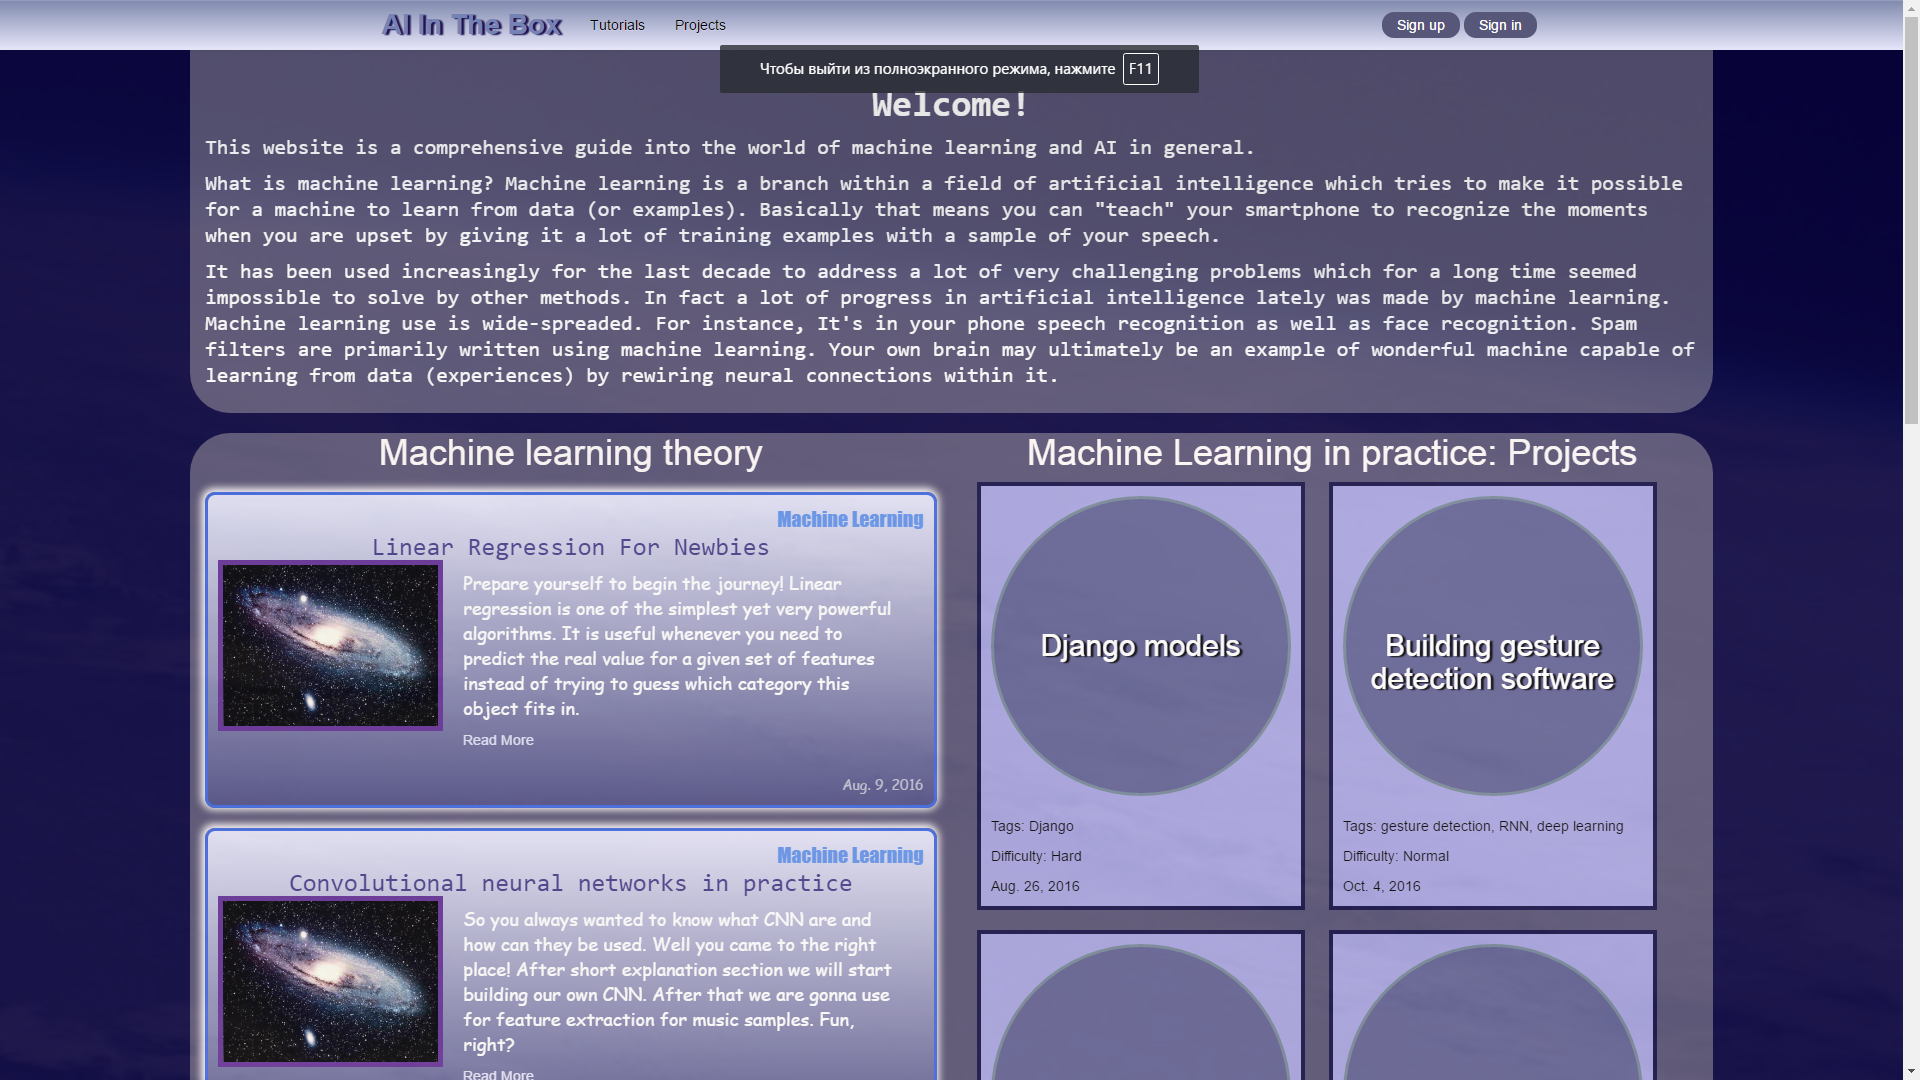 AI In The Box
Tutorials
Projects
Sign up
Sign in
Чтобы выйти из полноэкранного режима, нажмите F11
Welcome!
This website is a comprehensive guide into the world of machine learning and AI in general.
What is machine learning? Machine learning is a branch within a field of artificial intelligence which tries to make it possible
for a machine to learn from data (or examples). Basically that means you can "teach" your smartphone to recognize the moments
when you are upset by giving it a lot of training examples with a sample of your speech.
It has been used increasingly for the last decade to address a lot of very challenging problems which for a long time seemed
impossible to solve by other methods. In fact a lot of progress in artificial intelligence lately was made by machine learning.
Machine learning use is wide-spreaded. For instance, It's in your phone speech recognition as well as face recognition. Spam
filters are primarily written using machine learning. Your own brain may ultimately be an example of wonderful machine capable of
learning from data (experiences) by rewiring neural connections within it.
Machine learning theory
Machine Learning
Linear Regression For Newbies
Prepare yourself to begin the journey! Linear
regression is one of the simplest yet very powerful
algorithms. It is useful whenever you need to
predict the real value for a given set of features
instead of trying to guess which category this
object fits in.
Read More
Aug. 9, 2016
Machine Learning
Convolutional neural networks in practice
So you always wanted to know what CNN are and
how can they be used. Well you came to the right
place! After short explanation section we will start
building our own CNN. After that we are gonna use
for feature extraction for music samples. Fun,
right?
Read More
Machine Learning in practice: Projects
Django models
Tags: Django
Difficulty: Hard
Aug. 26, 2016
Building gesture
detection software
Tags: gesture detection, RNN, deep learning
Difficulty: Normal
Oct. 4, 2016